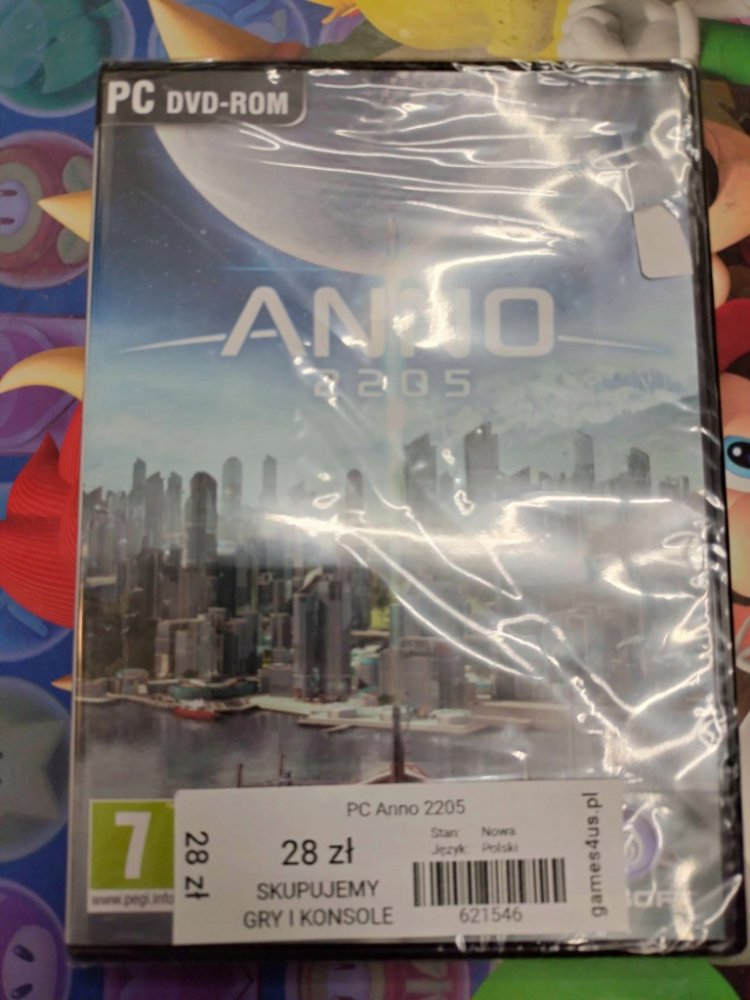 PC DVD-ROM
ANNO
2205
7
www.pegi.info
28 zł
PC Anno 2205
28 zł
Stan: Nowa
Język: Polski
SKUPUJEMY
GRY I KONSOLE
621546
games4us.pl